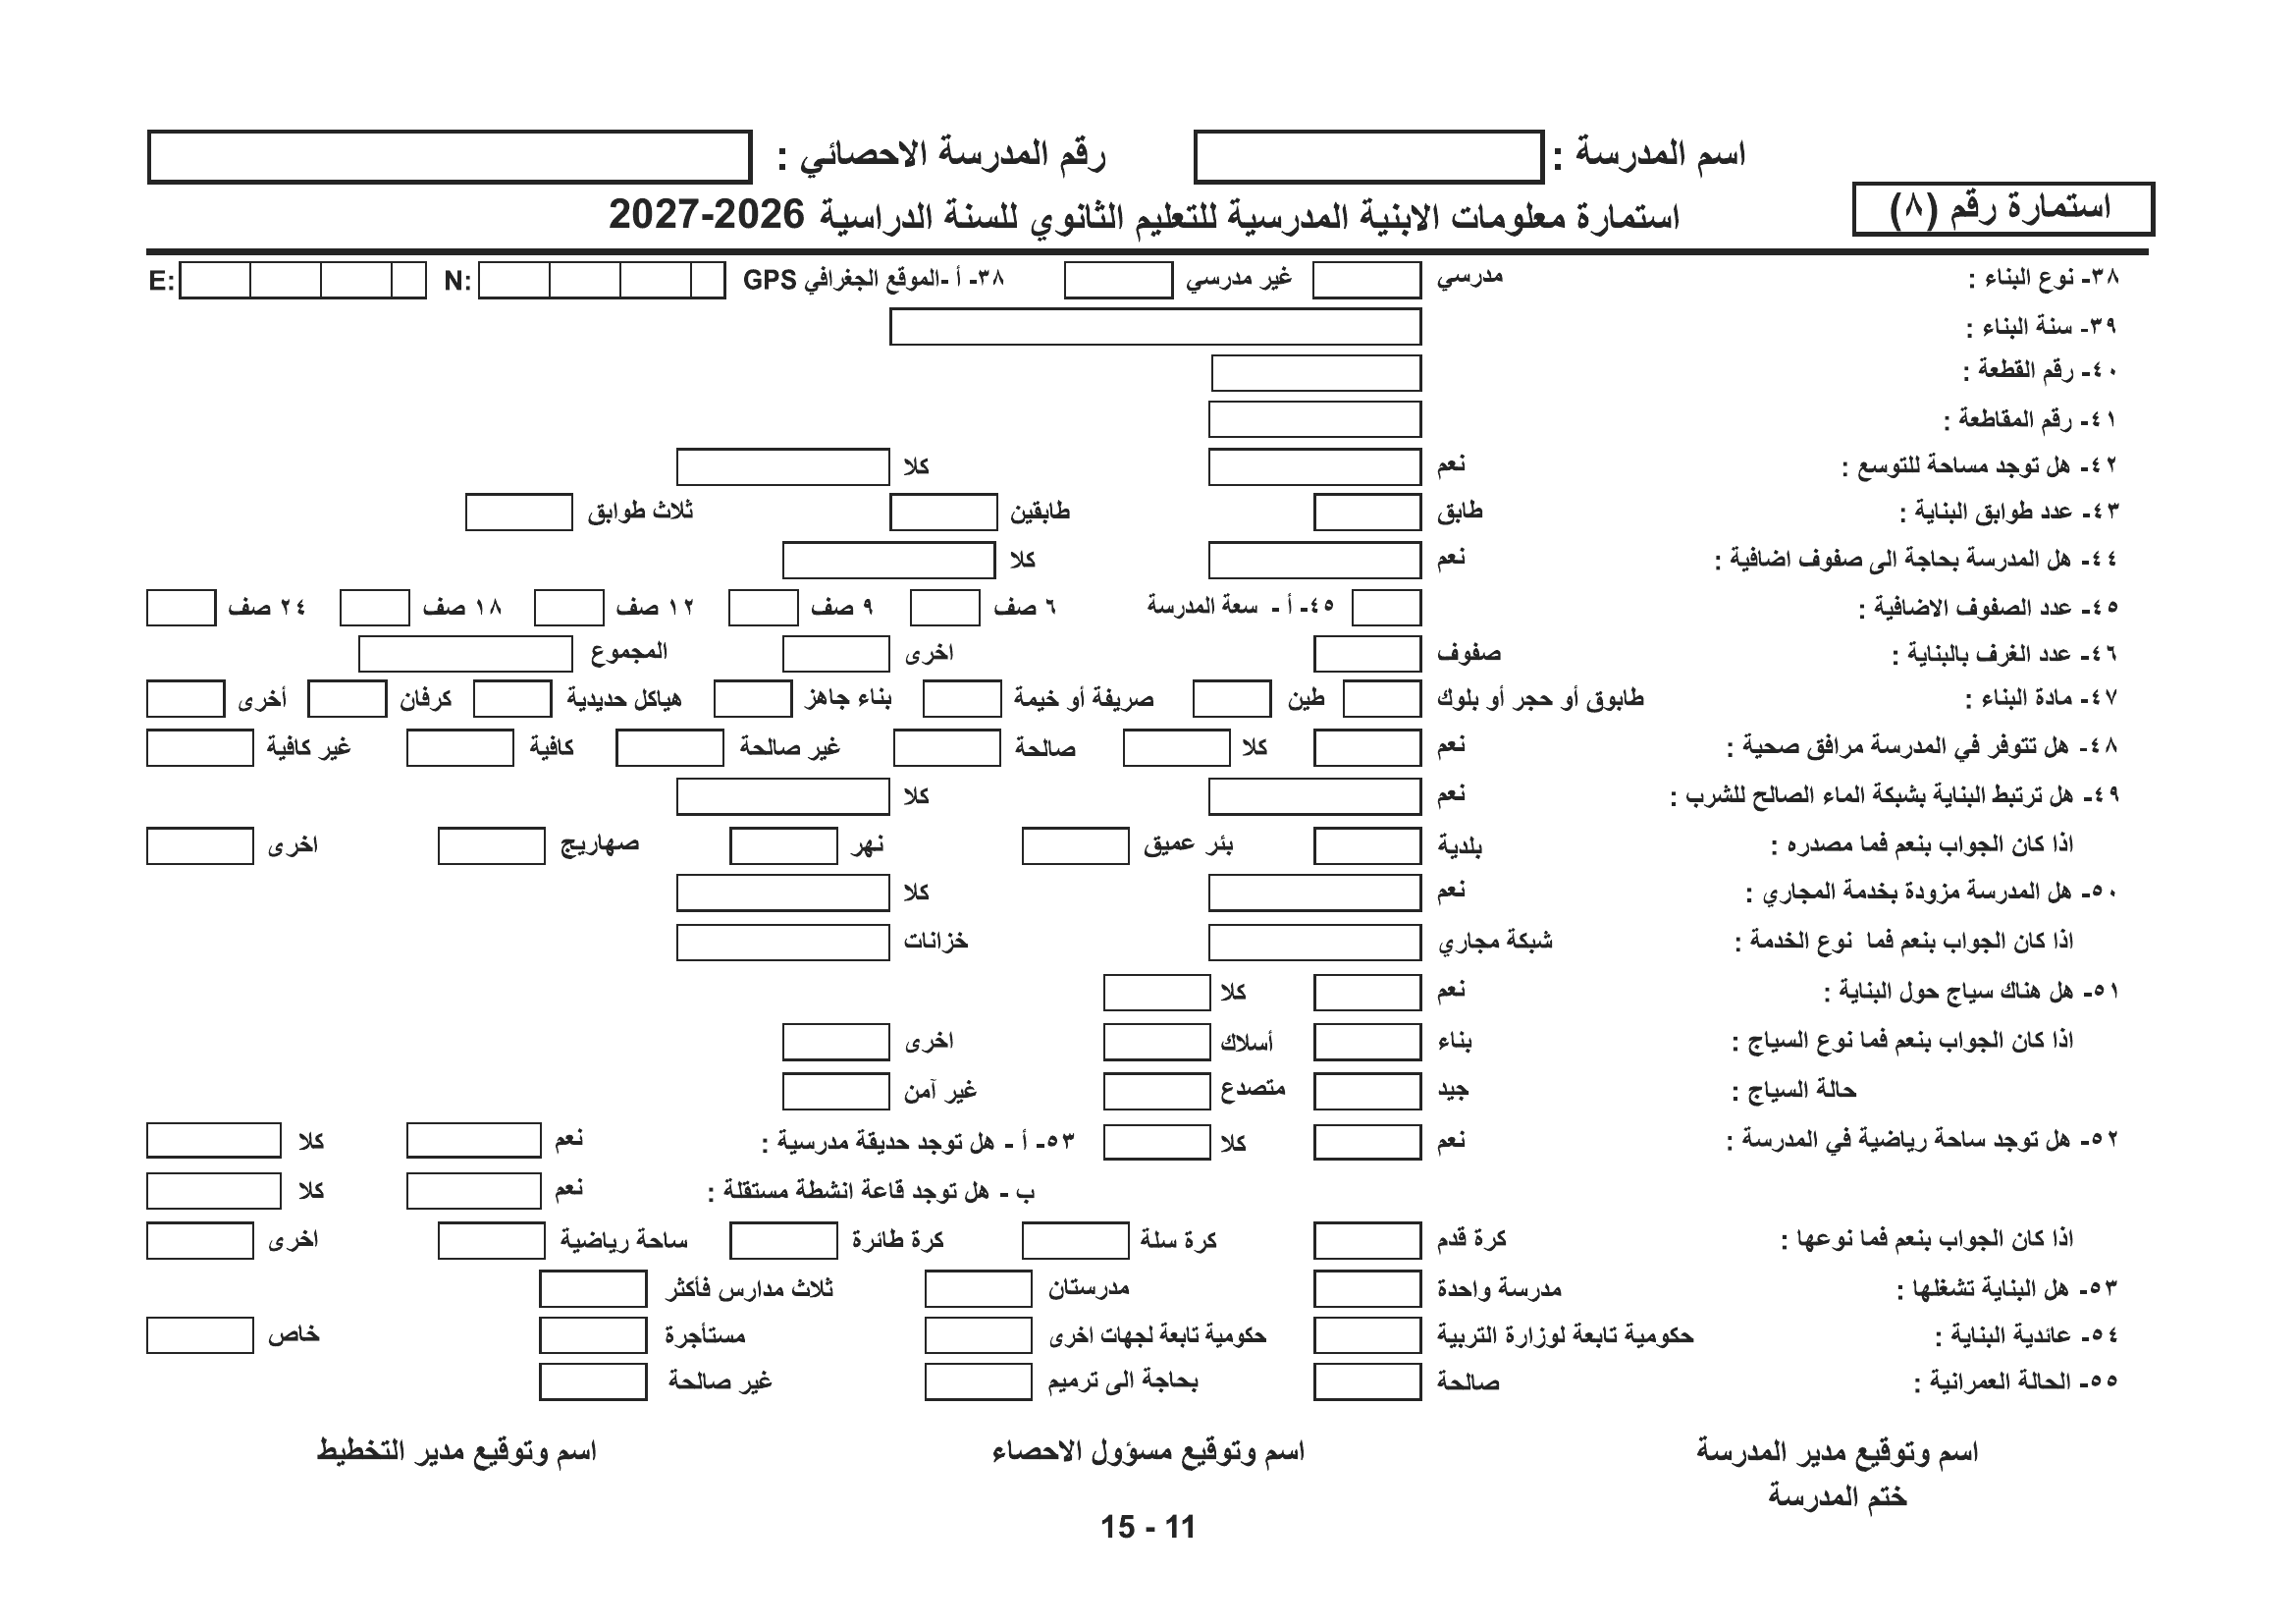 اسم المدرسة : رقم المدرسة الاحصائي :
استمارة رقم (٨)
استمارة معلومات الابنية المدرسية للتعليم الثانوي للسنة الدراسية 2026-2027
٣٨- نوع البناء : مدرسي غير مدرسي ٣٨- أ -الموقع الجغرافي GPS N: E:
٣٩- سنة البناء :
٤٠- رقم القطعة :
٤١- رقم المقاطعة :
٤٢- هل توجد مساحة للتوسع : نعم كلا
٤٣- عدد طوابق البناية : طابق طابقين ثلاث طوابق
٤٤- هل المدرسة بحاجة الى صفوف اضافية : نعم كلا
٤٥- عدد الصفوف الاضافية : ٤٥- أ - سعة المدرسة ٦ صف ٩ صف ١٢ صف ١٨ صف ٢٤ صف
٤٦- عدد الغرف بالبناية : صفوف اخرى المجموع
٤٧- مادة البناء : طابوق أو حجر أو بلوك طين صريفة أو خيمة بناء جاهز هياكل حديدية كرفان أخرى
٤٨- هل تتوفر في المدرسة مرافق صحية : نعم كلا صالحة غير صالحة كافية غير كافية
٤٩- هل ترتبط البناية بشبكة الماء الصالح للشرب : نعم كلا
اذا كان الجواب بنعم فما مصدره : بلدية بئر عميق نهر صهاريج اخرى
٥٠- هل المدرسة مزودة بخدمة المجاري : نعم كلا
اذا كان الجواب بنعم فما نوع الخدمة : شبكة مجاري خزانات
٥١- هل هناك سياج حول البناية : نعم كلا
اذا كان الجواب بنعم فما نوع السياج : بناء أسلاك اخرى
حالة السياج : جيد متصدع غير آمن
٥٢- هل توجد ساحة رياضية في المدرسة : نعم كلا ٥٣- أ - هل توجد حديقة مدرسية : نعم كلا
ب - هل توجد قاعة انشطة مستقلة : نعم كلا
اذا كان الجواب بنعم فما نوعها : كرة قدم كرة سلة كرة طائرة ساحة رياضية اخرى
٥٣- هل البناية تشغلها : مدرسة واحدة مدرستان ثلاث مدارس فأكثر
٥٤- عائدية البناية : حكومية تابعة لوزارة التربية حكومية تابعة لجهات اخرى مستأجرة خاص
٥٥- الحالة العمرانية : صالحة بحاجة الى ترميم غير صالحة
اسم وتوقيع مدير المدرسة اسم وتوقيع مسؤول الاحصاء اسم وتوقيع مدير التخطيط
ختم المدرسة
15 - 11